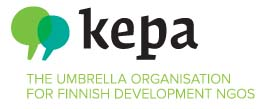 kepa
THE UMBRELLA ORGANISATION
FOR FINNISH DEVELOPMENT NGOS